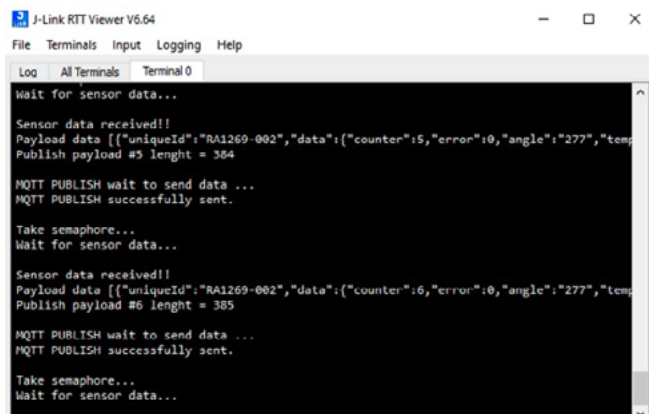 J-Link RTT Viewer V6.64
File Terminals Input Logging Help
Log All Terminals Terminal 0
Wait for sensor data...
Sensor data received!!
Payload data [{"uniqueId":"RA1269-002","data":{"counter":5,"error":0,"angle":"277","temp
Publish payload #5 lenght = 384
MQTT PUBLISH wait to send data ...
MQTT PUBLISH successfully sent.
Take semaphore...
Wait for sensor data...
Sensor data received!!
Payload data [{"uniqueId":"RA1269-002","data":{"counter":6,"error":0,"angle":"277","temp
Publish payload #6 lenght = 385
MQTT PUBLISH wait to send data ...
MQTT PUBLISH successfully sent.
Take semaphore...
Wait for sensor data...